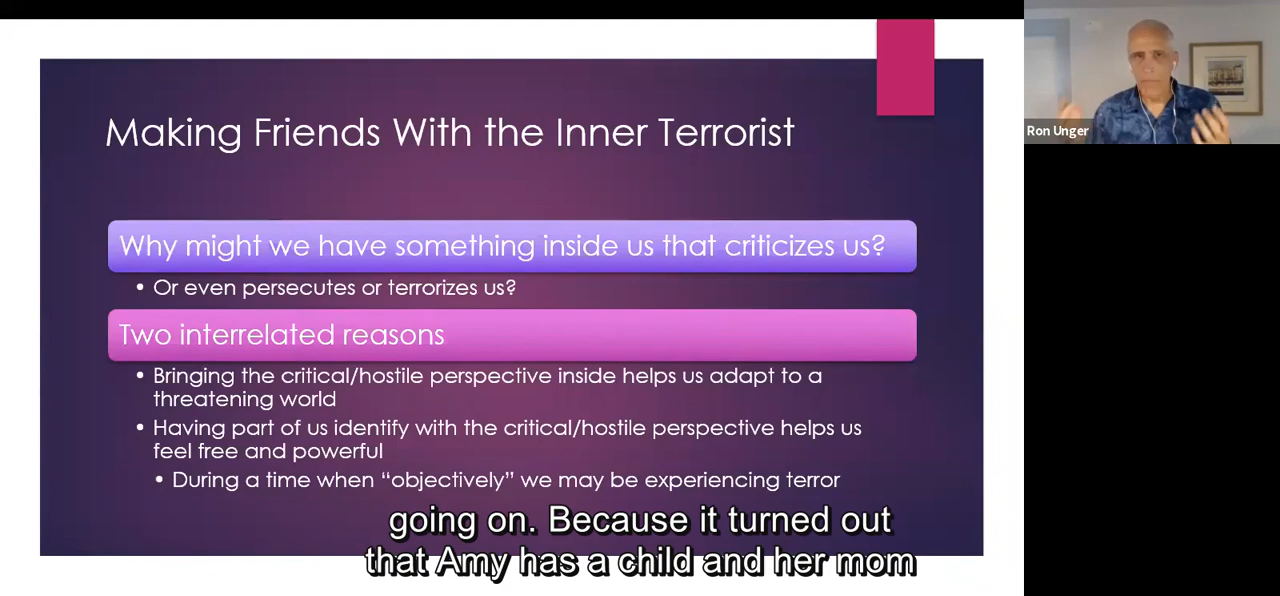 Making Friends With the Inner Terrorist
Why might we have something inside us that criticizes us?
• Or even persecutes or terrorizes us?
Two interrelated reasons
• Bringing the critical/hostile perspective inside helps us adapt to a
threatening world
• Having part of us identify with the critical/hostile perspective helps us
feel free and powerful
• During a time when “objectively” we may be experiencing terror
going on. Because it turned out
that Amy has a child and her mom
Ron Unger